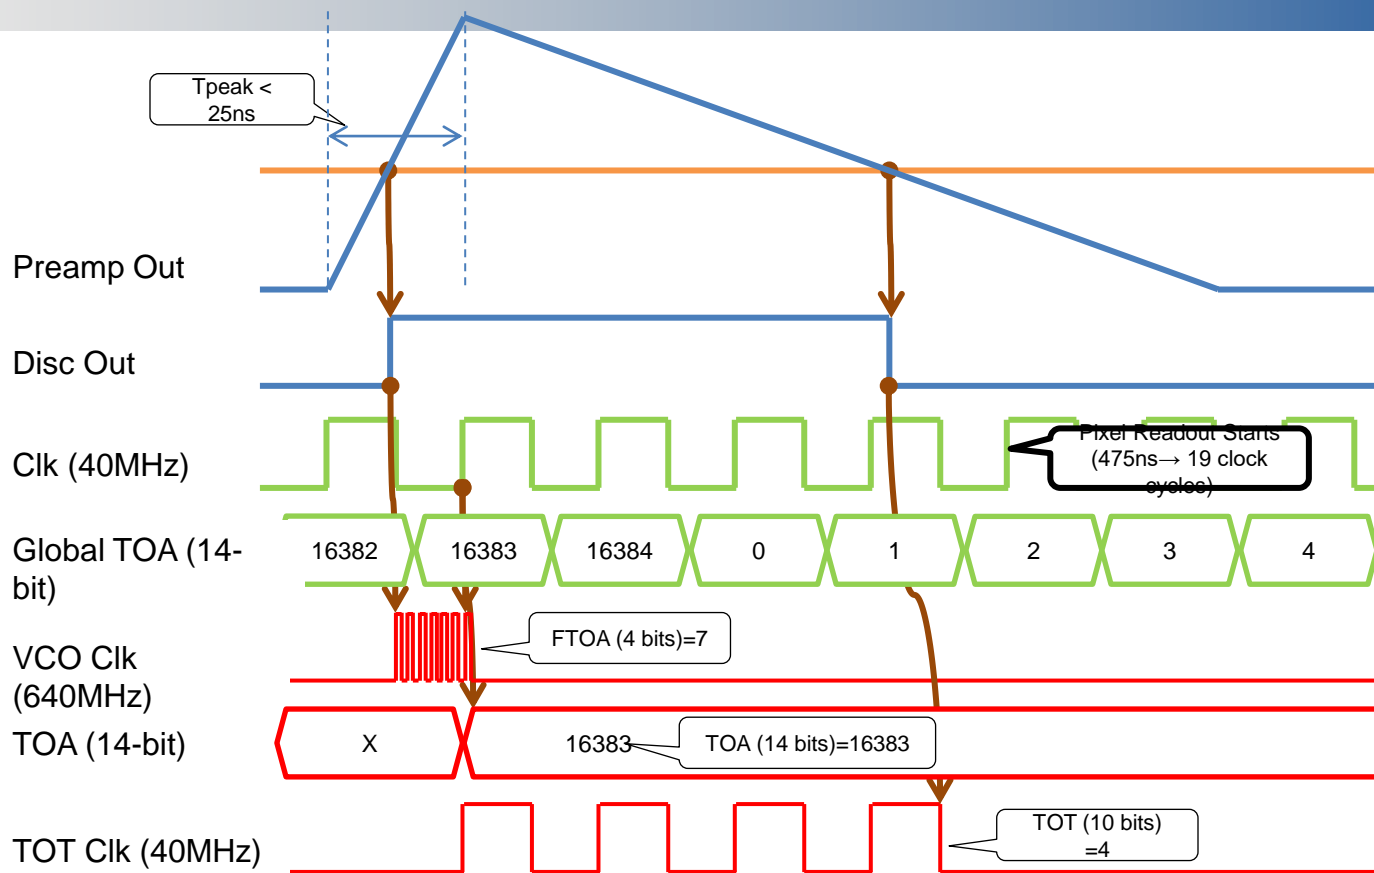 Tpeak <
25ns
Preamp Out
Disc Out
Clk (40MHz)
Pixel Readout Starts
(475ns→ 19 clock
cycles)
Global TOA (14-
bit)
16382 16383 16384 0 1 2 3 4
FTOA (4 bits)=7
VCO Clk
(640MHz)
TOA (14-bit)
X 16383 TOA (14 bits)=16383
TOT (10 bits)
=4
TOT Clk (40MHz)